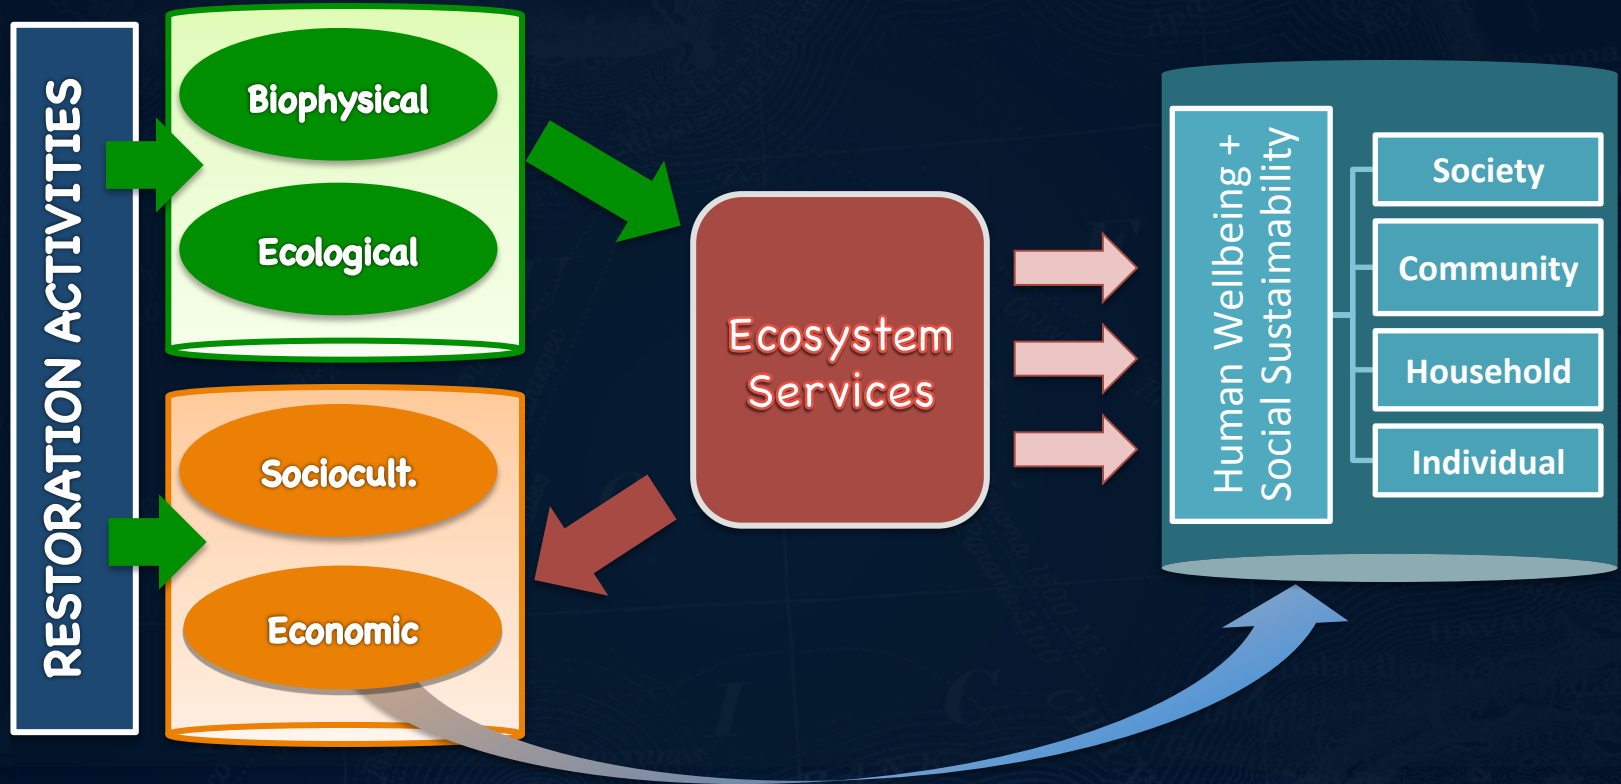 RESTORATION ACTIVITIES
Biophysical
Ecological
Sociocult.
Economic
Ecosystem
Services
Human Wellbeing +
Social Sustaimability
Society
Community
Household
Individual
I
C